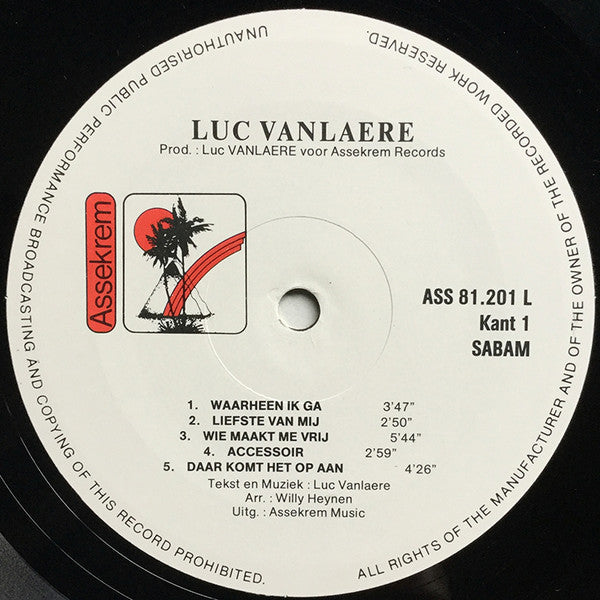 ALL RIGHTS OF THE MANUFACTURER AND OF THE OWNER OF THE RECORDED WORK RESERVED.
UNAUTHORISED PUBLIC PERFORMANCE BROADCASTING AND COPYING OF THIS RECORD PROHIBITED.
LUC VANLAERE
Prod. : Luc VANLAERE voor Assekrem Records
Assekrem
ASS 81.201 L
Kant 1
SABAM
1. WAARHEEN IK GA 3'47"
2. LIEFSTE VAN MIJ 2'50"
3. WIE MAAKT ME VRIJ 5'44"
4. ACCESSOIR 2'59"
5. DAAR KOMT HET OP AAN 4'26"
Tekst en Muziek : Luc Vanlaere
Arr. : Willy Heynen
Uitg. : Assekrem Music